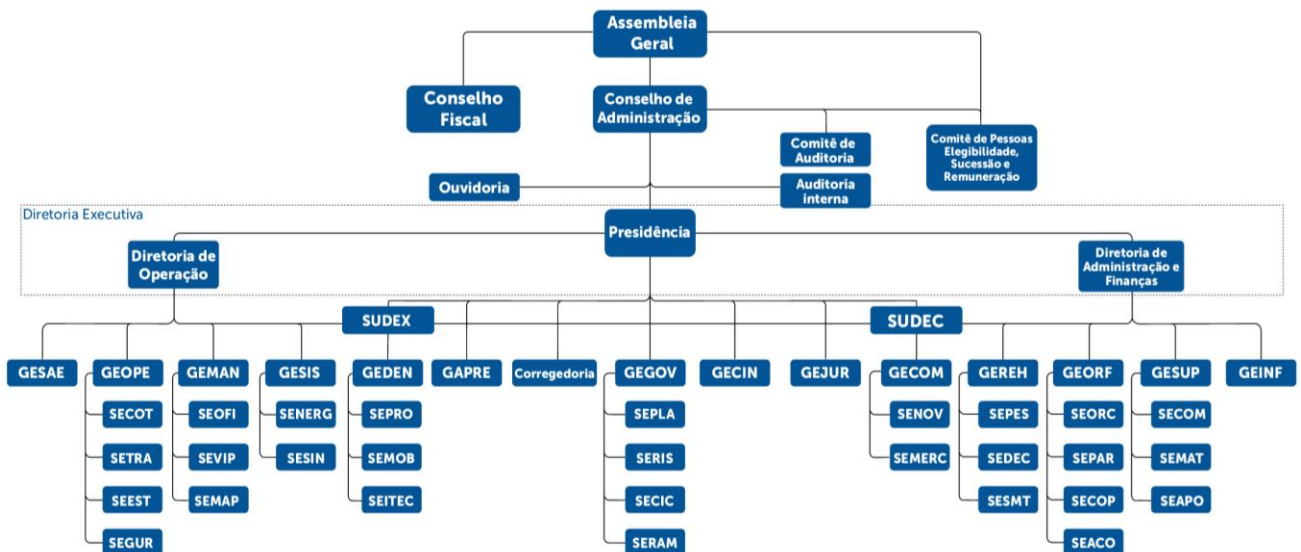 Assembleia
Geral
Conselho
Fiscal
Conselho de
Administração
Comitê de
Auditoria
Comitê de Pessoas
Elegibilidade,
Sucessão e
Remuneração
Ouvidoria
Auditoria
interna
Diretoria Executiva
Presidência
Diretoria de
Operação
Diretoria de
Administração e
Finanças
SUDEX
SUDEC
GESAE
GEOPE
GEMAN
GESIS
GEDEN
GAPRE
Corregedoria
GEGOV
GECIN
GEJUR
GECOM
GEREH
GEORF
GESUP
GEINF
SECOT
SEOFI
SENERG
SEPRO
SEPLA
SENOV
SEPES
SEORC
SECOM
SETRA
SEVIP
SESIN
SEMOB
SERIS
SEMERC
SEDEC
SEPAR
SEMAT
SEEST
SEMAP
SEITEC
SECIC
SESMT
SECOP
SEAPO
SEGUR
SERAM
SEACO